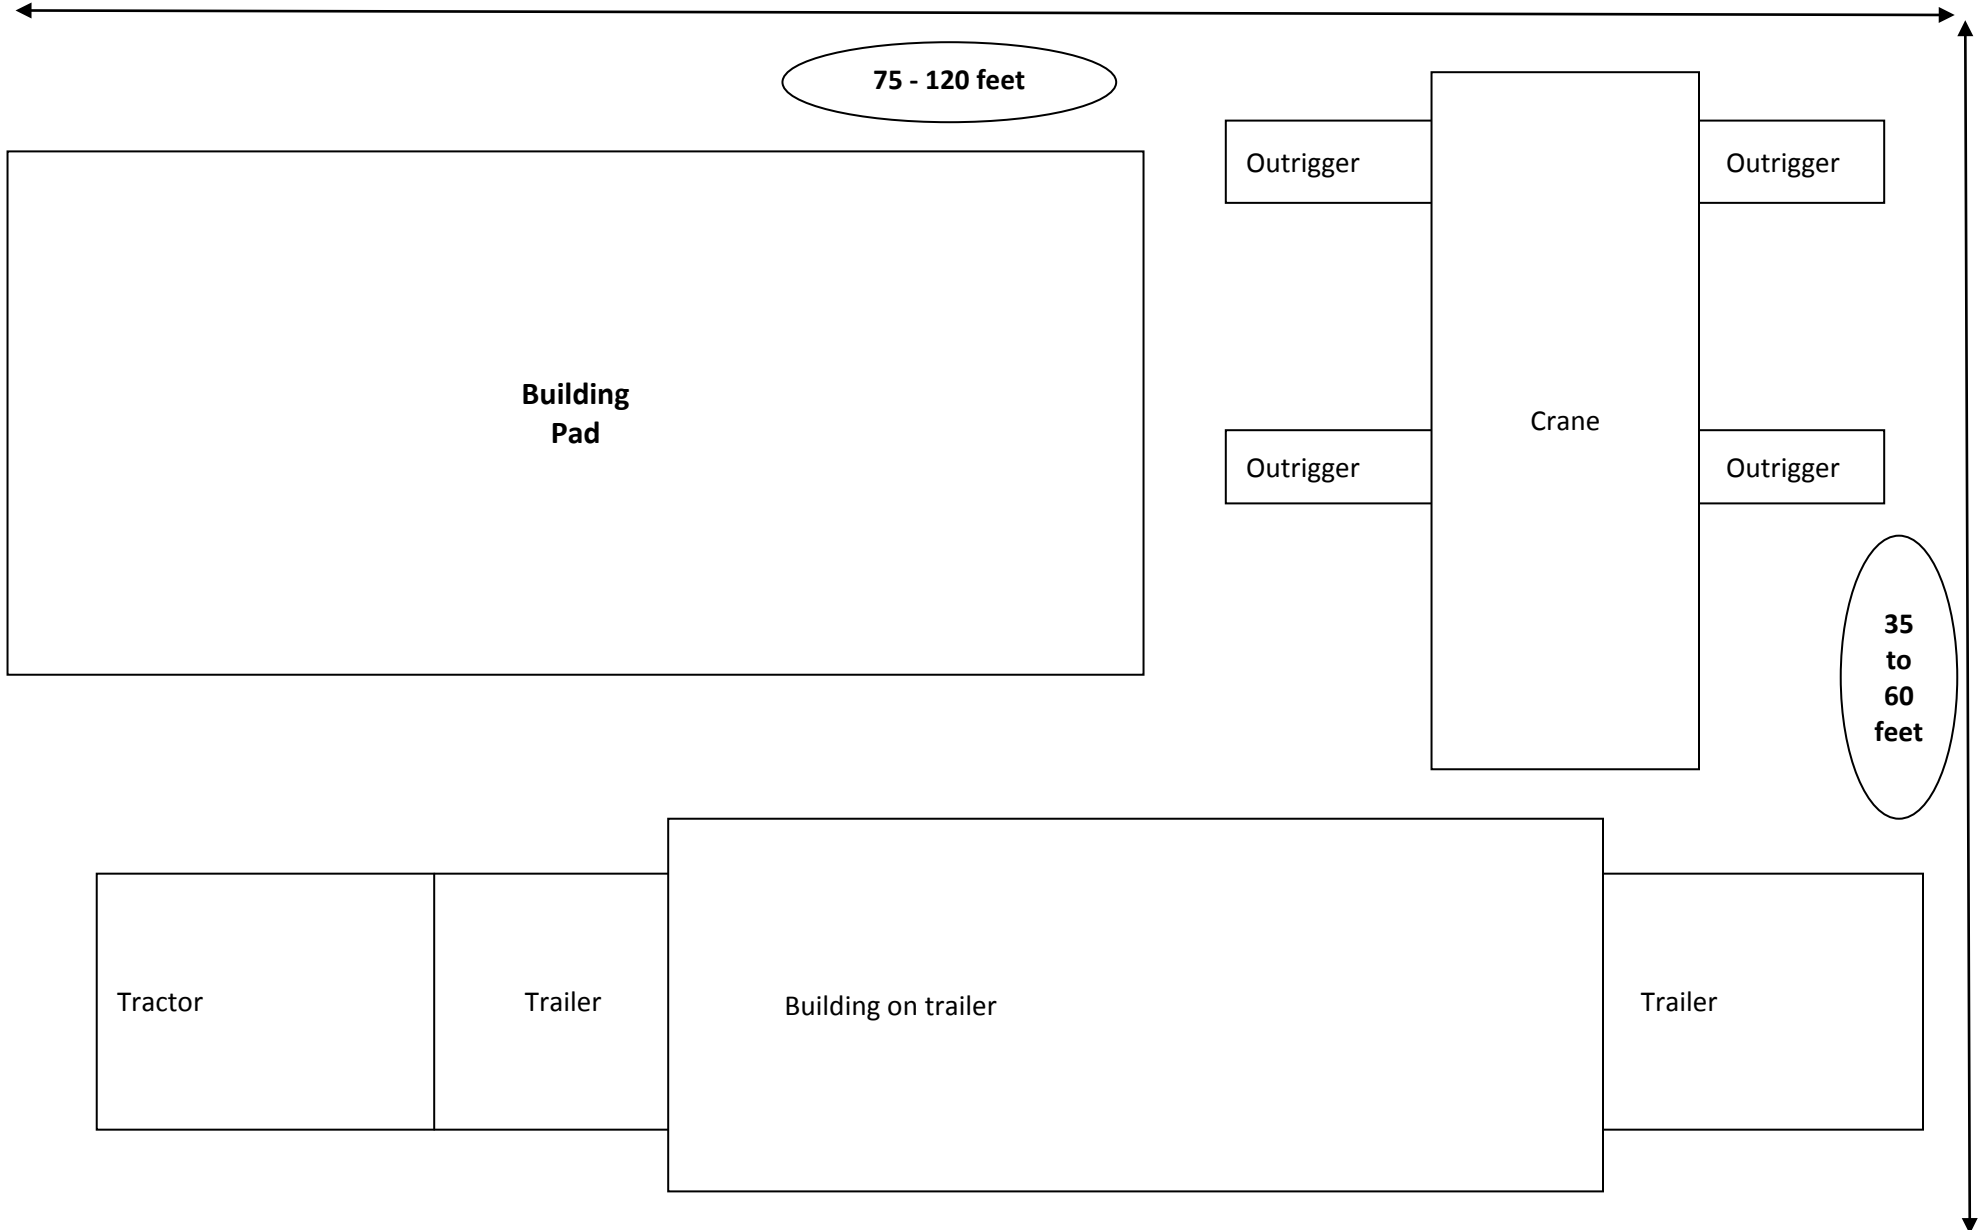 75 - 120 feet
Outrigger
Outrigger
Building
Pad
Crane
Outrigger
Outrigger
35
to
60
feet
Tractor
Trailer
Building on trailer
Trailer